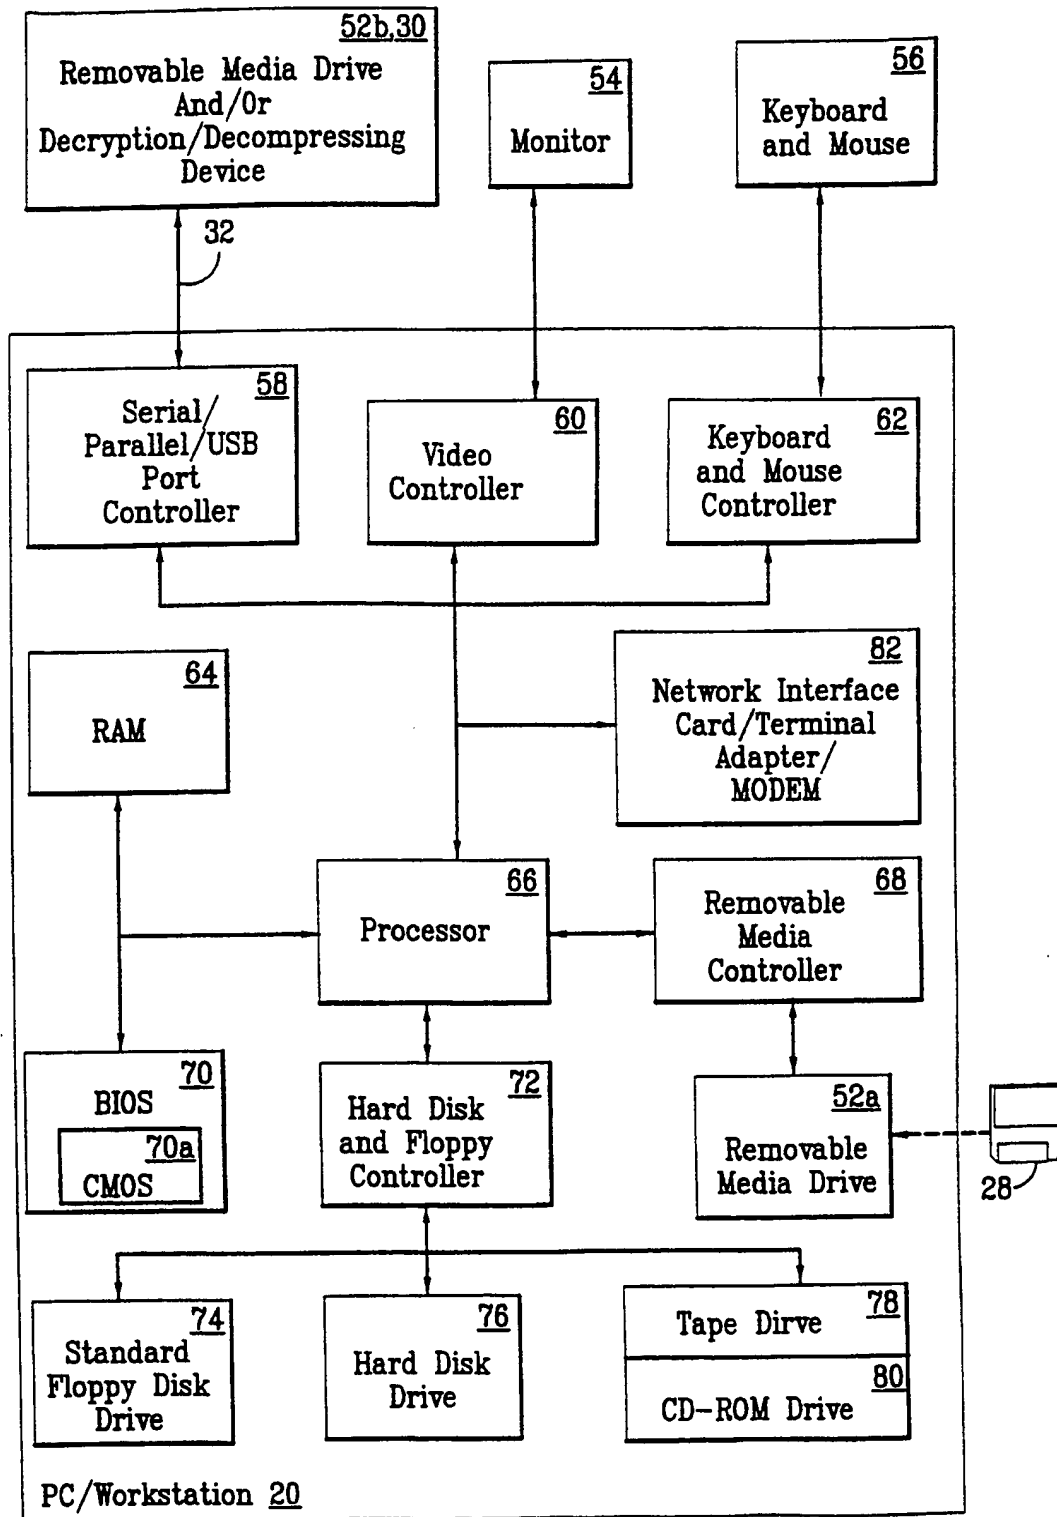 52b,30
Removable Media Drive
And/Or
Decryption/Decompressing
Device
54
Monitor
56
Keyboard
and Mouse
32
58
Serial/
Parallel/USB
Port
Controller
60
Video
Controller
62
Keyboard
and Mouse
Controller
64
RAM
82
Network Interface
Card/Terminal
Adapter/
MODEM
66
Processor
68
Removable
Media
Controller
70
BIOS
70a
CMOS
72
Hard Disk
and Floppy
Controller
52a
Removable
Media Drive
28
74
Standard
Floppy Disk
Drive
76
Hard Disk
Drive
78
Tape Dirve
80
CD-ROM Drive
PC/Workstation 20